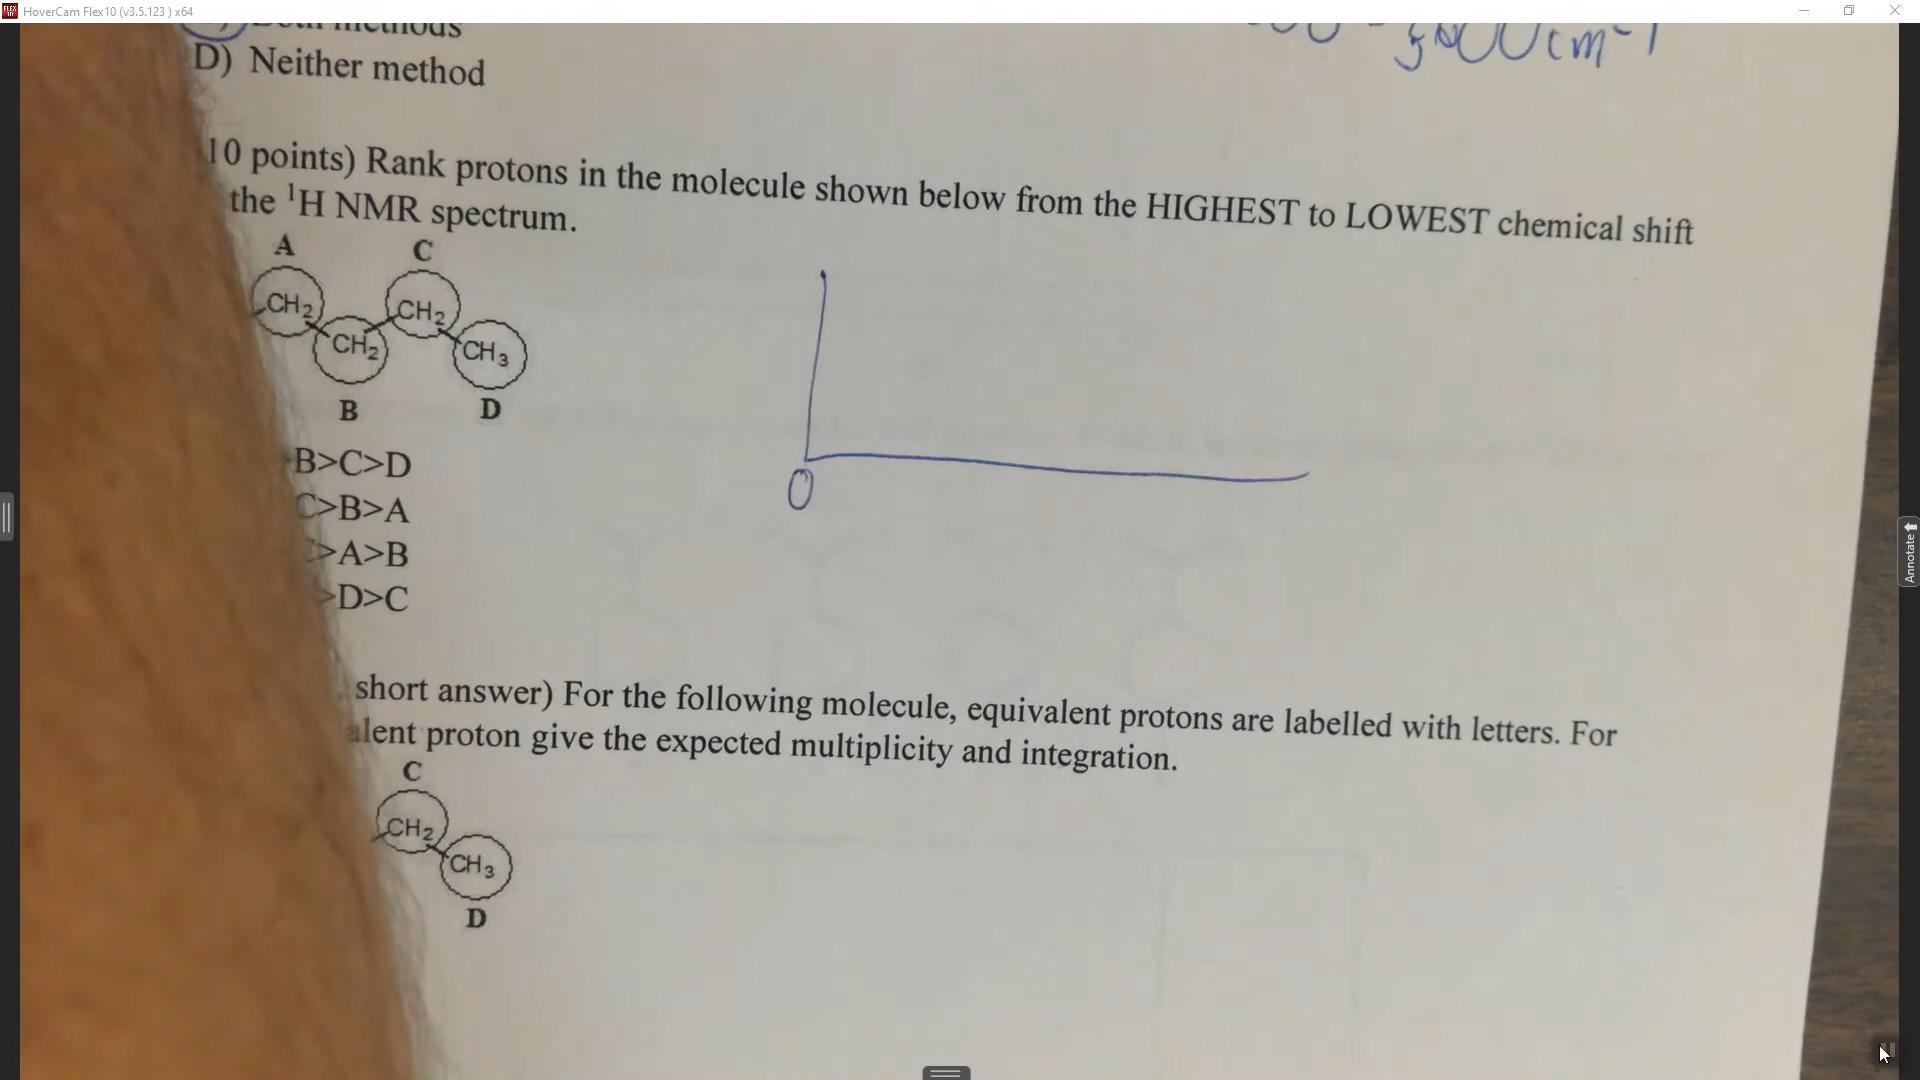 HoverCam Flex10 (v3.5.123 ) x64
D) Neither method
10 points) Rank protons in the molecule shown below from the HIGHEST to LOWEST chemical shift
the ¹H NMR spectrum.
A C
CH₂ CH₂
CH₂ CH₃
B D
B>C>D
C>B>A
>A>B
>D>C
0
short answer) For the following molecule, equivalent protons are labelled with letters. For
alent proton give the expected multiplicity and integration.
C
CH₂
CH₃
D
Annotate